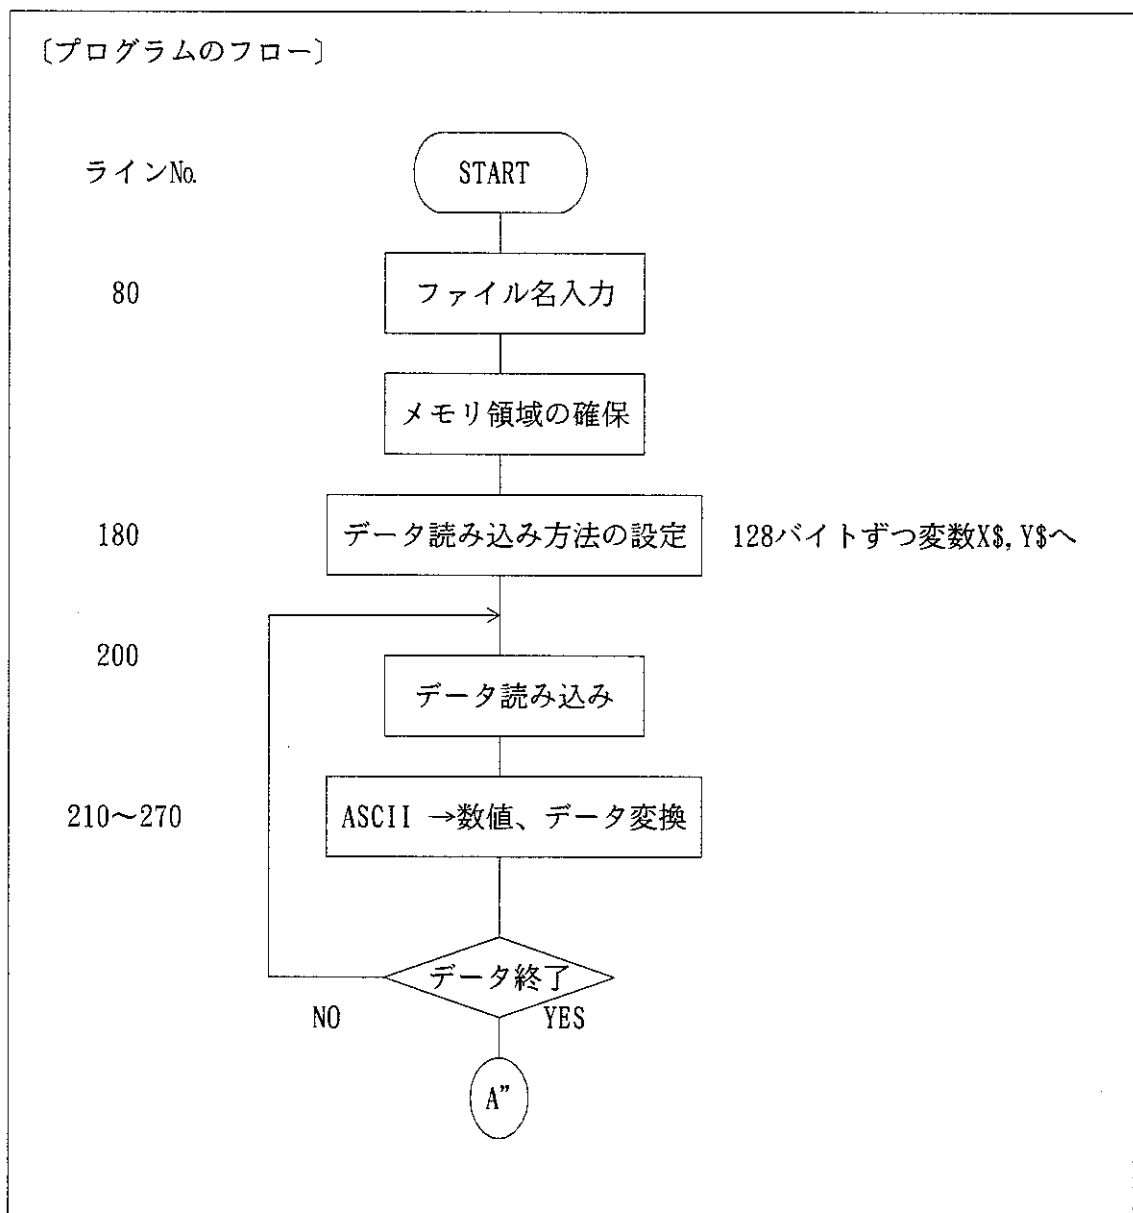 〔プログラムのフロー〕
ラインNo.
START
80
ファイル名入力
メモリ領域の確保
180
データ読み込み方法の設定
128バイトずつ変数X$, Y$へ
200
データ読み込み
210～270
ASCII →数値、データ変換
データ終了
NO
YES
A”